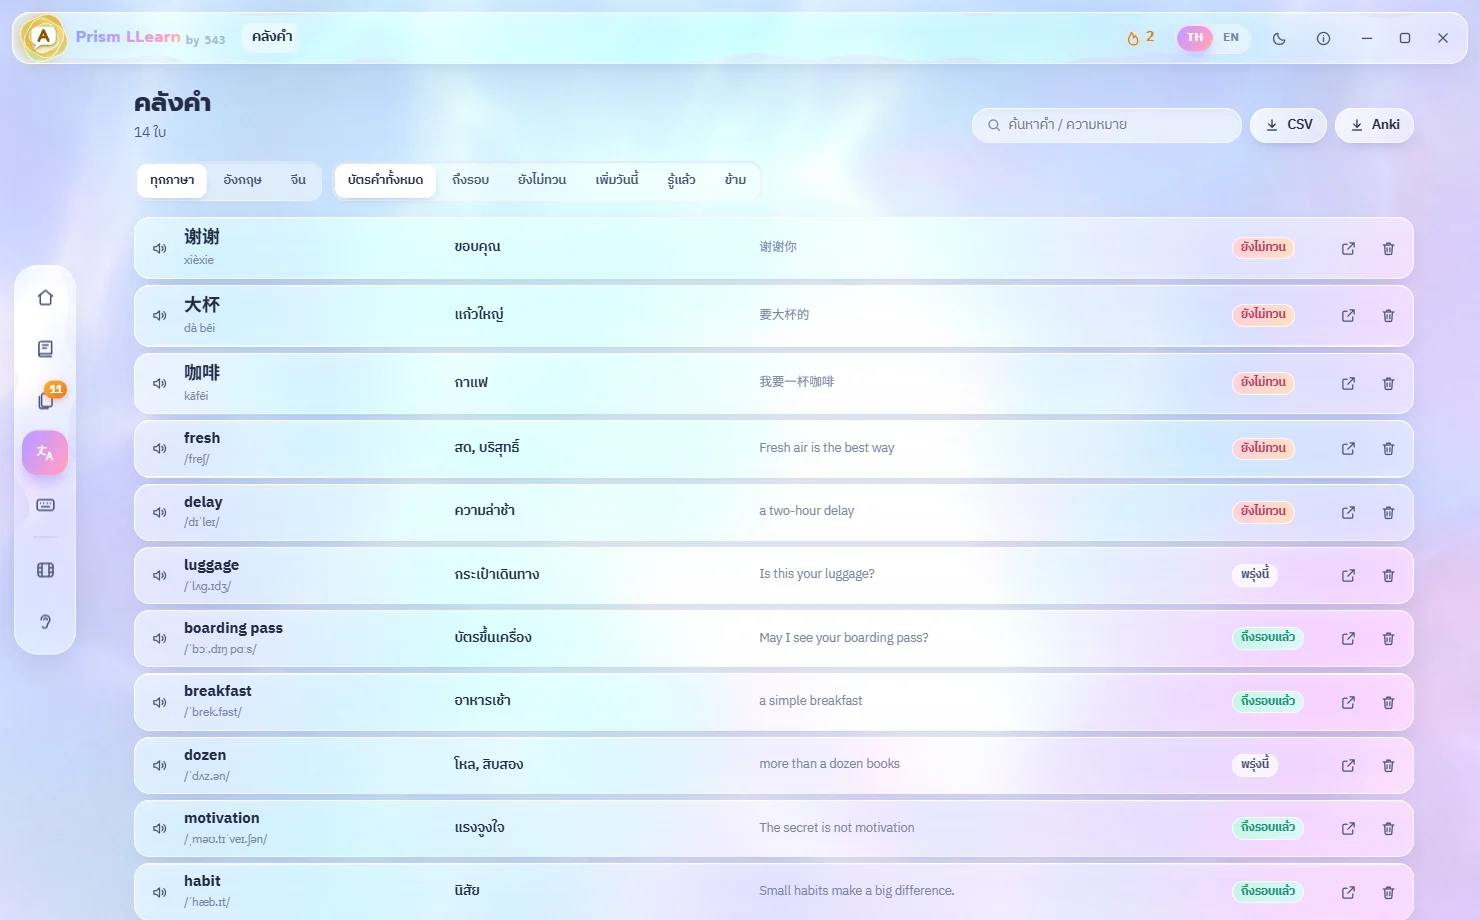 Prism LLearn by 543
คลังคำ
2
TH
EN
คลังคำ
14 ใบ
ค้นหาคำ / ความหมาย
CSV
Anki
ทุกภาษา
อังกฤษ
จีน
บัตรคำทั้งหมด
ถึงรอบ
ยังไม่ทวน
เพิ่มวันนี้
รู้แล้ว
ข้าม
11
谢谢
xièxie
ขอบคุณ
谢谢你
ยังไม่ทวน
大杯
dà bēi
แก้วใหญ่
要大杯的
ยังไม่ทวน
咖啡
kāfēi
กาแฟ
我要一杯咖啡
ยังไม่ทวน
fresh
/freʃ/
สด, บริสุทธิ์
Fresh air is the best way
ยังไม่ทวน
delay
/dɪˈleɪ/
ความล่าช้า
a two-hour delay
ยังไม่ทวน
luggage
/ˈlʌɡ.ɪdʒ/
กระเป๋าเดินทาง
Is this your luggage?
พรุ่งนี้
boarding pass
/ˈbɔː.dɪŋ pɑːs/
บัตรขึ้นเครื่อง
May I see your boarding pass?
ถึงรอบแล้ว
breakfast
/ˈbrek.fəst/
อาหารเช้า
a simple breakfast
ถึงรอบแล้ว
dozen
/ˈdʌz.ən/
โหล, สิบสอง
more than a dozen books
พรุ่งนี้
motivation
/ˌməʊ.tɪˈveɪ.ʃən/
แรงจูงใจ
The secret is not motivation
ถึงรอบแล้ว
habit
/ˈhæb.ɪt/
นิสัย
Small habits make a big difference.
ถึงรอบแล้ว